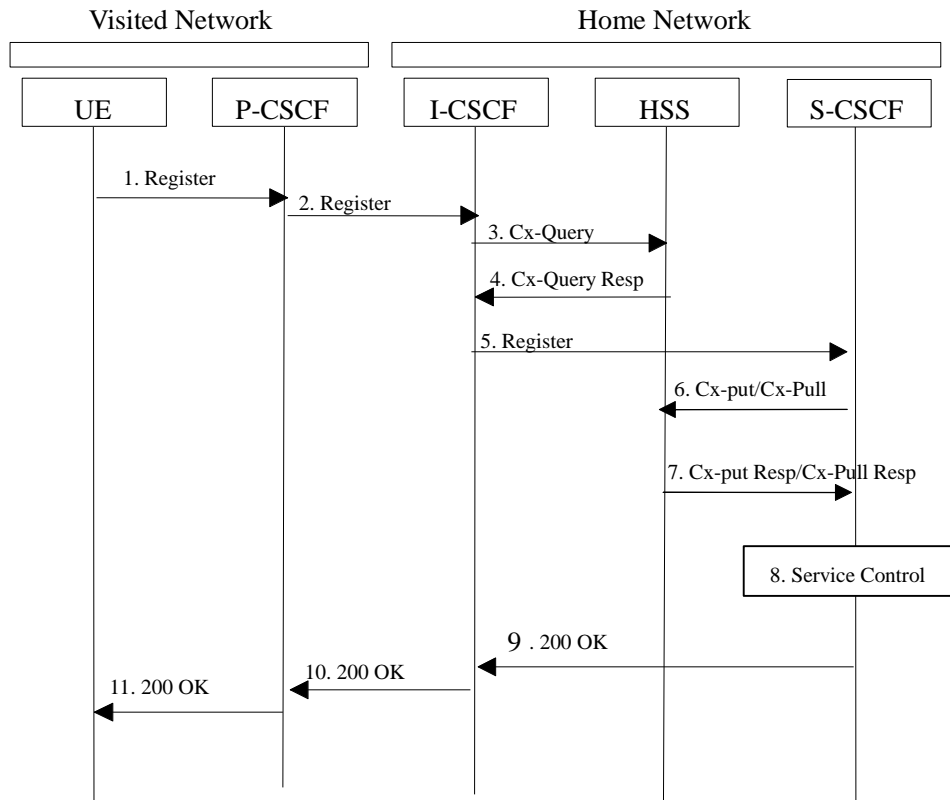 Visited Network
Home Network
UE
P-CSCF
I-CSCF
HSS
S-CSCF
1. Register
2. Register
3. Cx-Query
4. Cx-Query Resp
5. Register
6. Cx-put/Cx-Pull
7. Cx-put Resp/Cx-Pull Resp
8. Service Control
9 . 200 OK
10. 200 OK
11. 200 OK